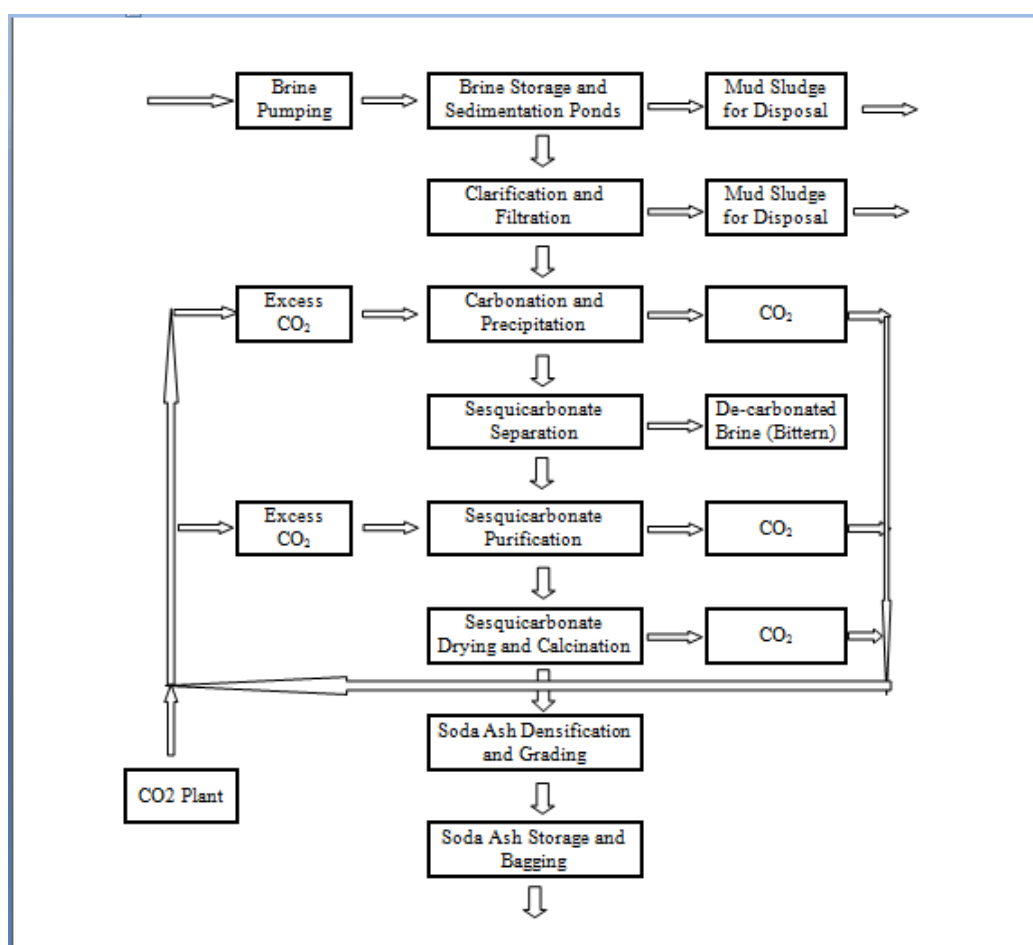 Brine
Pumping
Brine Storage and
Sedimentation Ponds
Mud Sludge
for Disposal
Clarification and
Filtration
Mud Sludge
for Disposal
Excess
CO₂
Carbonation and
Precipitation
CO₂
Sesquicarbonate
Separation
De-carbonated
Brine (Bittern)
Excess
CO₂
Sesquicarbonate
Purification
CO₂
Sesquicarbonate
Drying and Calcination
CO₂
Soda Ash Densification
and Grading
CO2 Plant
Soda Ash Storage and
Bagging